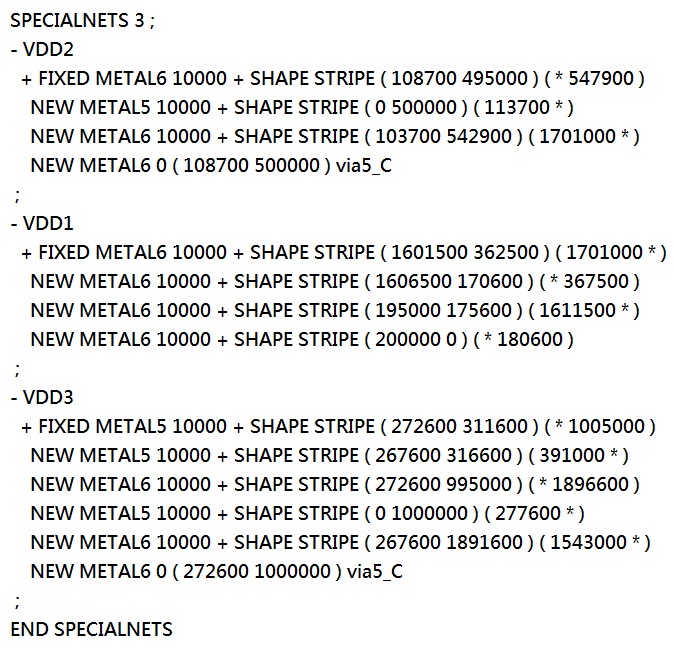 SPECIALNETS 3 ;
- VDD2
+ FIXED METAL6 10000 + SHAPE STRIPE ( 108700 495000 ) ( * 547900 )
NEW METAL5 10000 + SHAPE STRIPE ( 0 500000 ) ( 113700 * )
NEW METAL6 10000 + SHAPE STRIPE ( 103700 542900 ) ( 1701000 * )
NEW METAL6 0 ( 108700 500000 ) via5_C
;
- VDD1
+ FIXED METAL6 10000 + SHAPE STRIPE ( 1601500 362500 ) ( 1701000 * )
NEW METAL6 10000 + SHAPE STRIPE ( 1606500 170600 ) ( * 367500 )
NEW METAL6 10000 + SHAPE STRIPE ( 195000 175600 ) ( 1611500 * )
NEW METAL6 10000 + SHAPE STRIPE ( 200000 0 ) ( * 180600 )
;
- VDD3
+ FIXED METAL5 10000 + SHAPE STRIPE ( 272600 311600 ) ( * 1005000 )
NEW METAL5 10000 + SHAPE STRIPE ( 267600 316600 ) ( 391000 * )
NEW METAL6 10000 + SHAPE STRIPE ( 272600 995000 ) ( * 1896600 )
NEW METAL5 10000 + SHAPE STRIPE ( 0 1000000 ) ( 277600 * )
NEW METAL6 10000 + SHAPE STRIPE ( 267600 1891600 ) ( 1543000 * )
NEW METAL6 0 ( 272600 1000000 ) via5_C
;
END SPECIALNETS